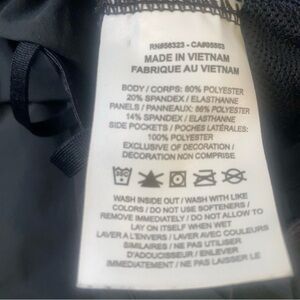 RN#56323 - CA#05553
MADE IN VIETNAM
FABRIQUE AU VIETNAM
BODY / CORPS: 80% POLYESTER
20% SPANDEX / ELASTHANNE
PANELS / PANNEAUX: 86% POLYESTER
14% SPANDEX / ELASTHANNE
SIDE POCKETS / POCHES LATÉRALES:
100% POLYESTER
EXCLUSIVE OF DECORATION /
DECORATION NON COMPRISE
WASH INSIDE OUT / WASH WITH LIKE
COLORS / DO NOT USE SOFTENERS /
REMOVE IMMEDIATELY / DO NOT ALLOW TO
LAY ON ITSELF WHEN WET
LAVER A L'ENVERS / LAVER AVEC COULEURS
SIMILAIRES / NE PAS UTILISER
D'ADOUCISSEUR / ENLEVER
IMMEDIATEMENT / NE PAS LAISSER LE